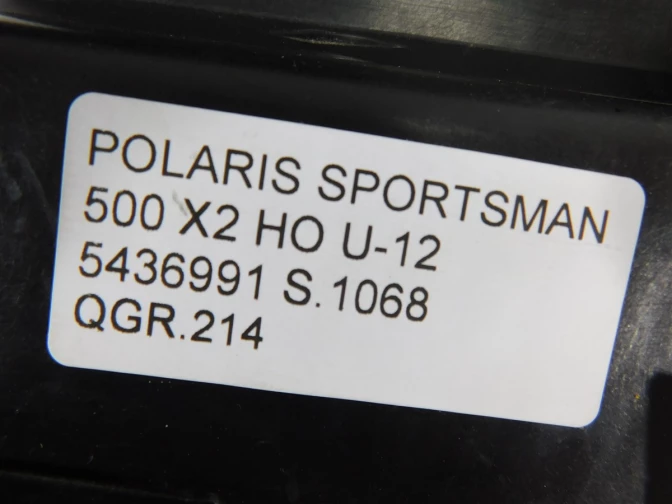 POLARIS SPORTSMAN
500 X2 HO U-12
5436991 S.1068
QGR.214